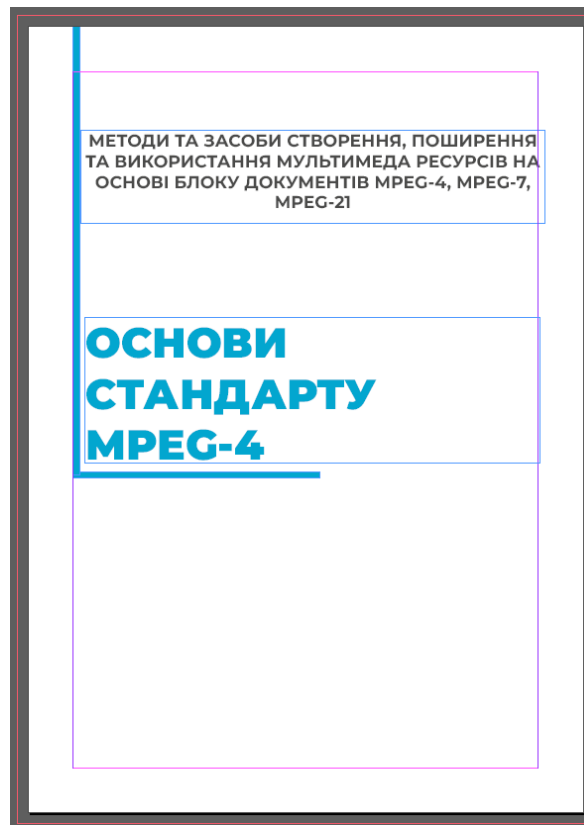 МЕТОДИ ТА ЗАСОБИ СТВОРЕННЯ, ПОШИРЕННЯ
ТА ВИКОРИСТАННЯ МУЛЬТИМЕДА РЕСУРСІВ НА
ОСНОВІ БЛОКУ ДОКУМЕНТІВ MPEG-4, MPEG-7,
MPEG-21
ОСНОВИ
СТАНДАРТУ
MPEG-4